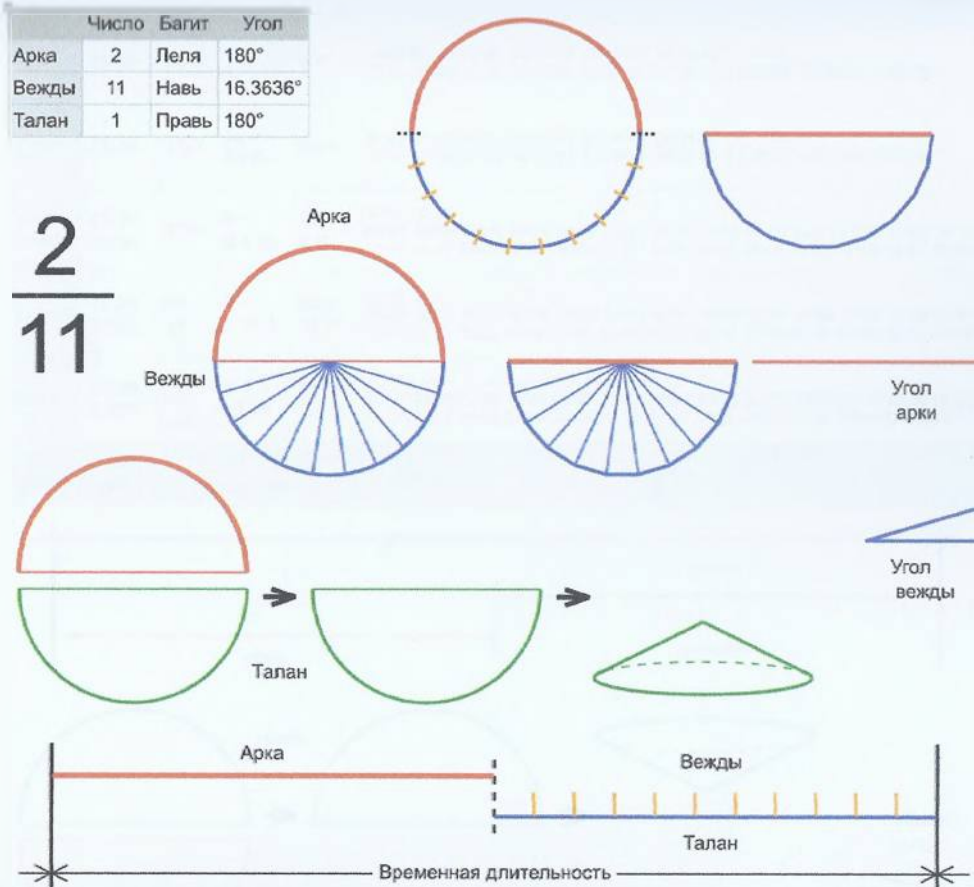 Число Багит Угол
Арка 2 Леля 180°
Вежды 11 Навь 16.3636°
Талан 1 Правь 180°
2
11
Арка
Вежды
Угол
арки
Угол
вежды
Талан
Арка
Вежды
Талан
Временная длительность